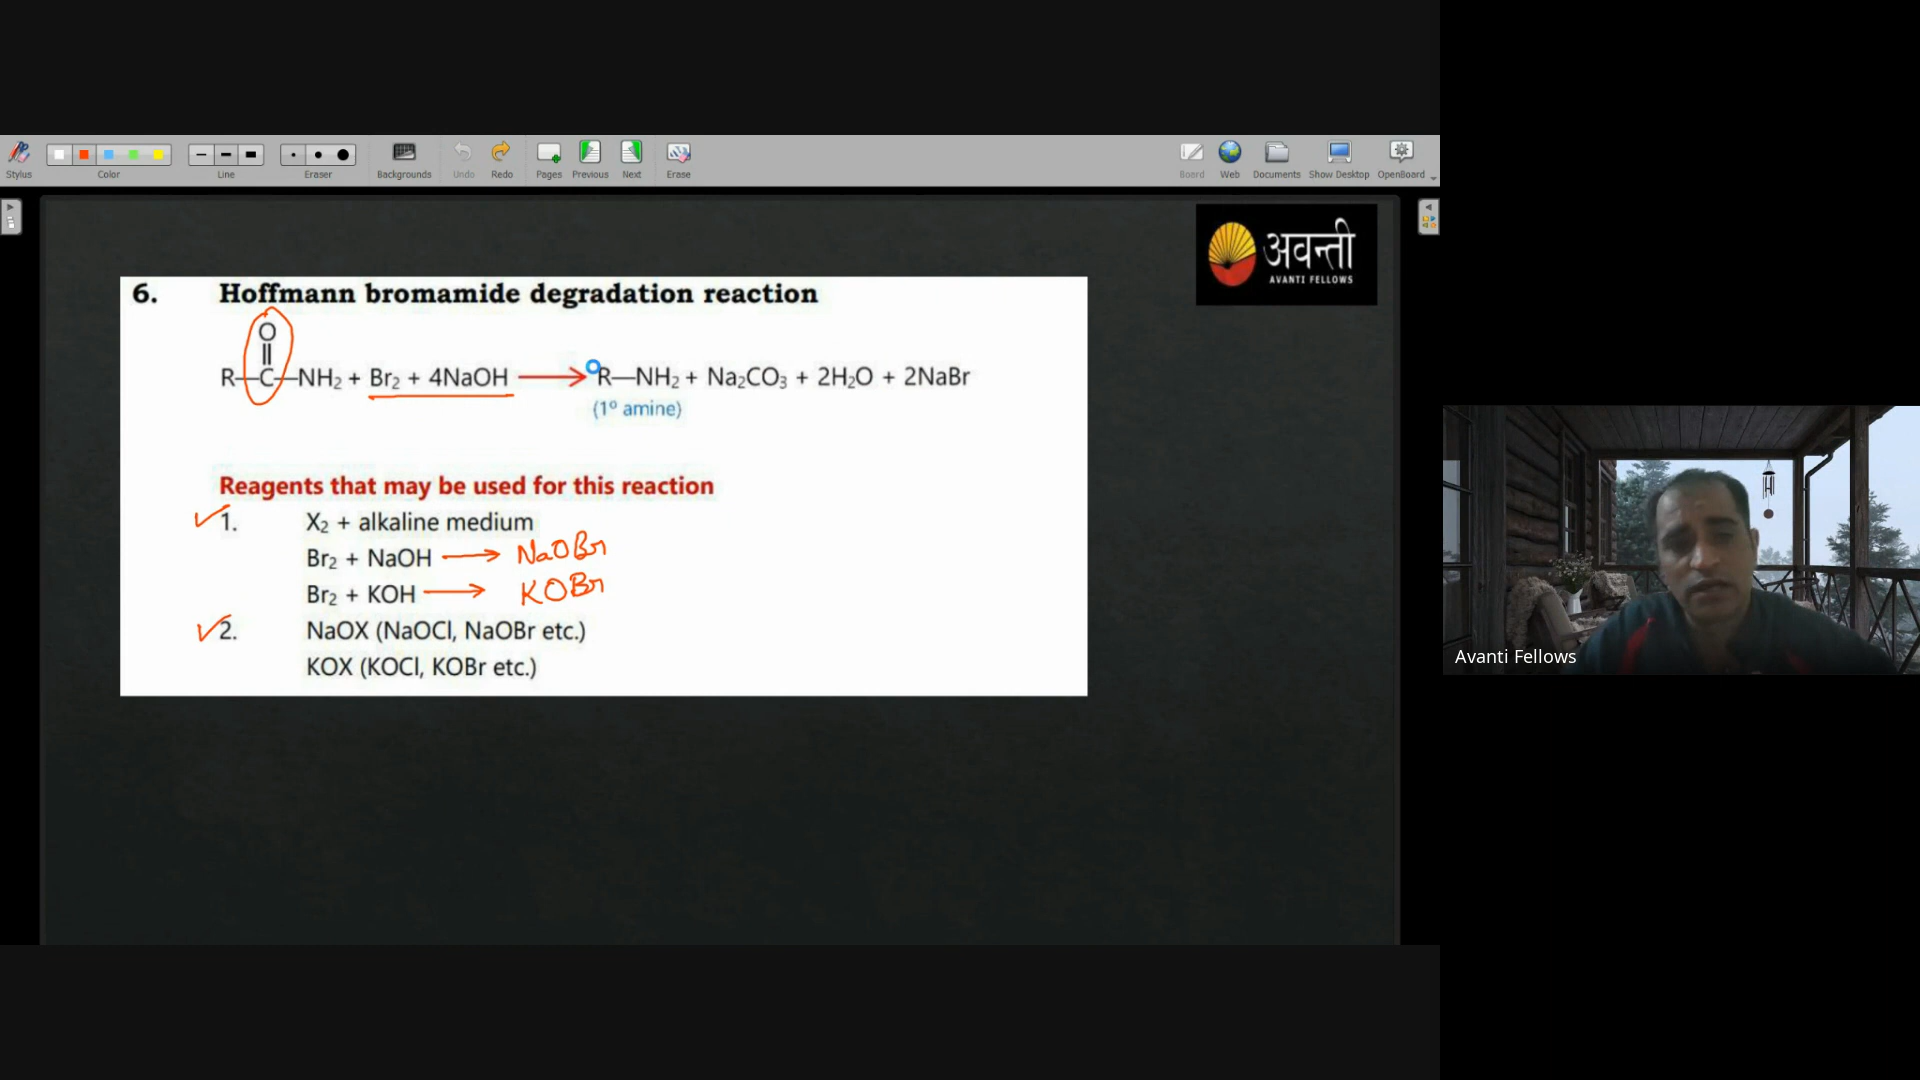 Stylus Color Line Eraser Backgrounds Undo Redo Pages Previous Next Erase Board Web Documents Show Desktop OpenBoard
अवन्ती
AVANTI FELLOWS
6. Hoffmann bromamide degradation reaction
O
R—C—NH₂ + Br₂ + 4NaOH ⟶ R—NH₂ + Na₂CO₃ + 2H₂O + 2NaBr
(1° amine)
Reagents that may be used for this reaction
1. X₂ + alkaline medium
Br₂ + NaOH ⟶ NaOBr
Br₂ + KOH ⟶ KOBr
2. NaOX (NaOCl, NaOBr etc.)
KOX (KOCl, KOBr etc.)
Avanti Fellows